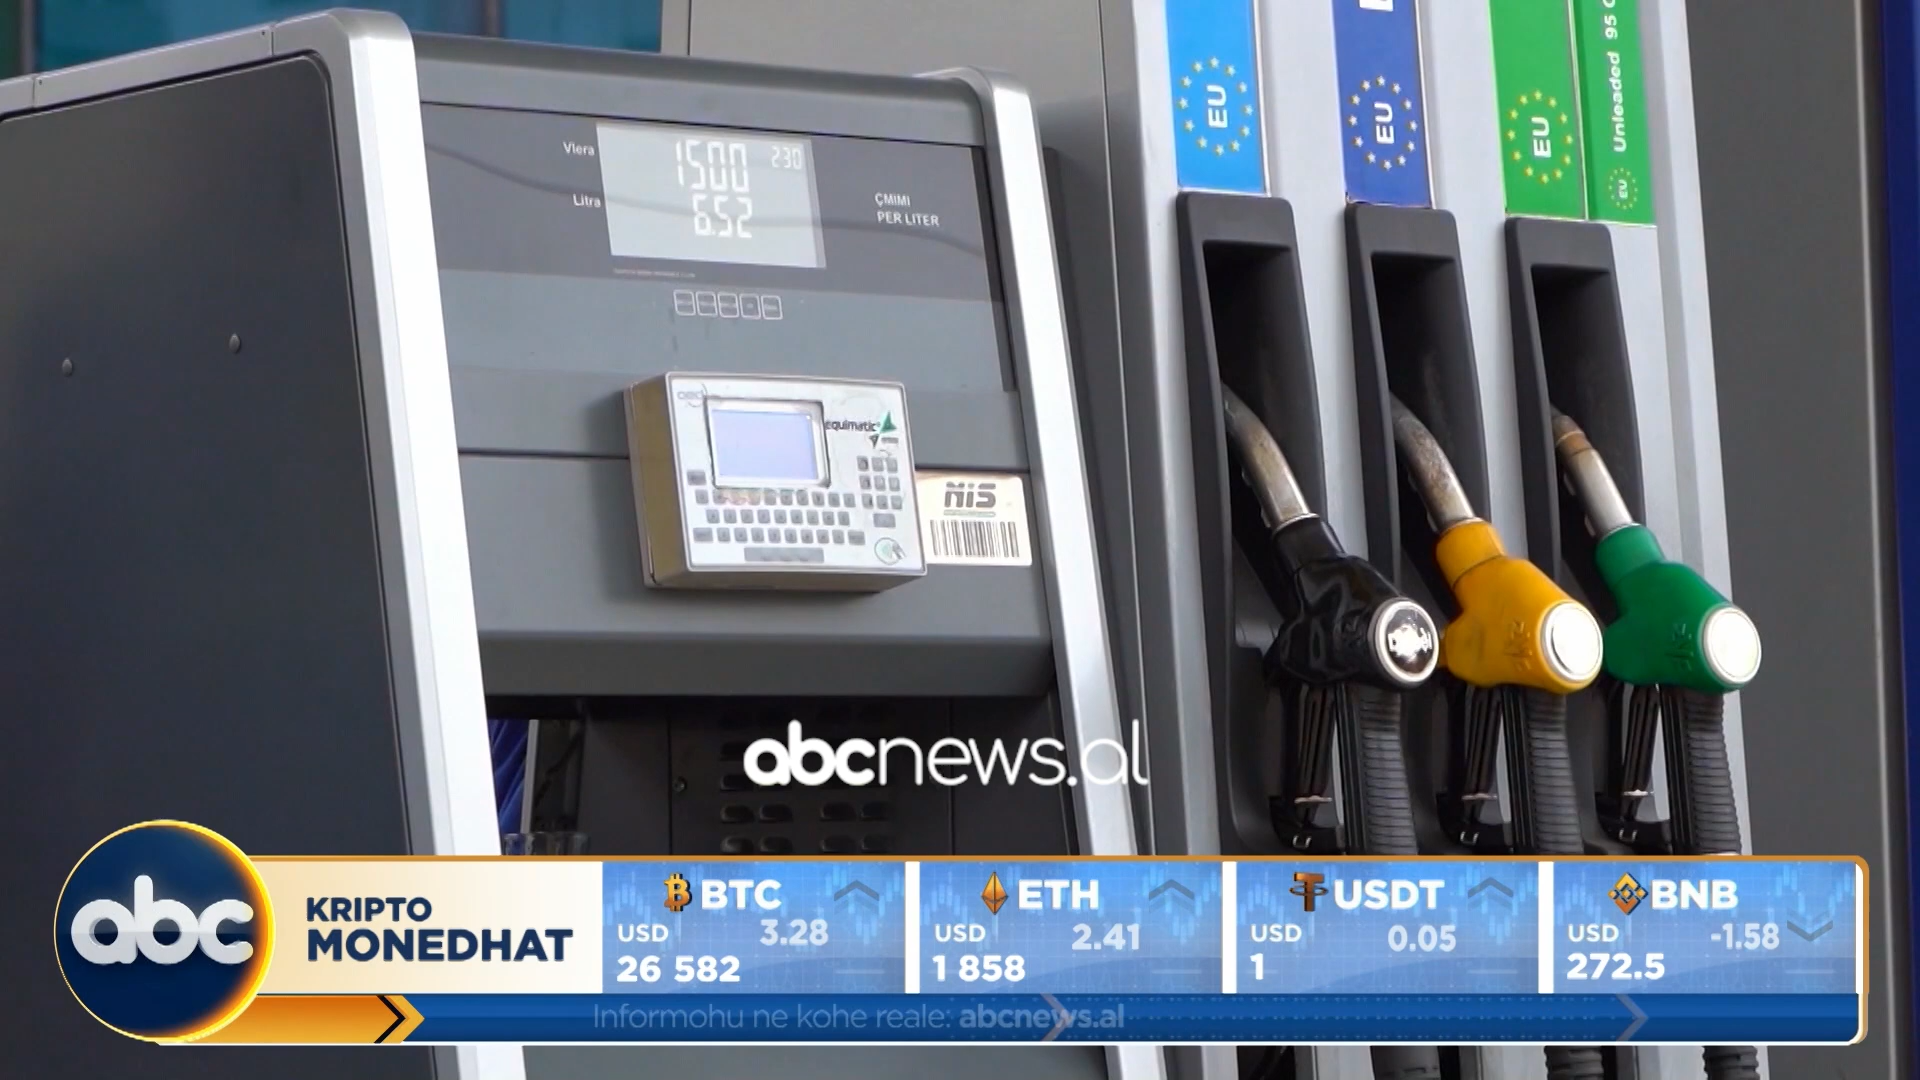 EU
EU
EU
Unleaded 95
EU
Vlera
1500
230
Litra
6.52
ÇMIMI
PER LITER
equimatic
NiS
abcnews.al
abc
KRIPTO
MONEDHAT
BTC
USD
3.28
26 582
ETH
USD
2.41
1 858
USDT
USD
0.05
1
BNB
USD
-1.58
272.5
Informohu ne kohe reale: abcnews.al